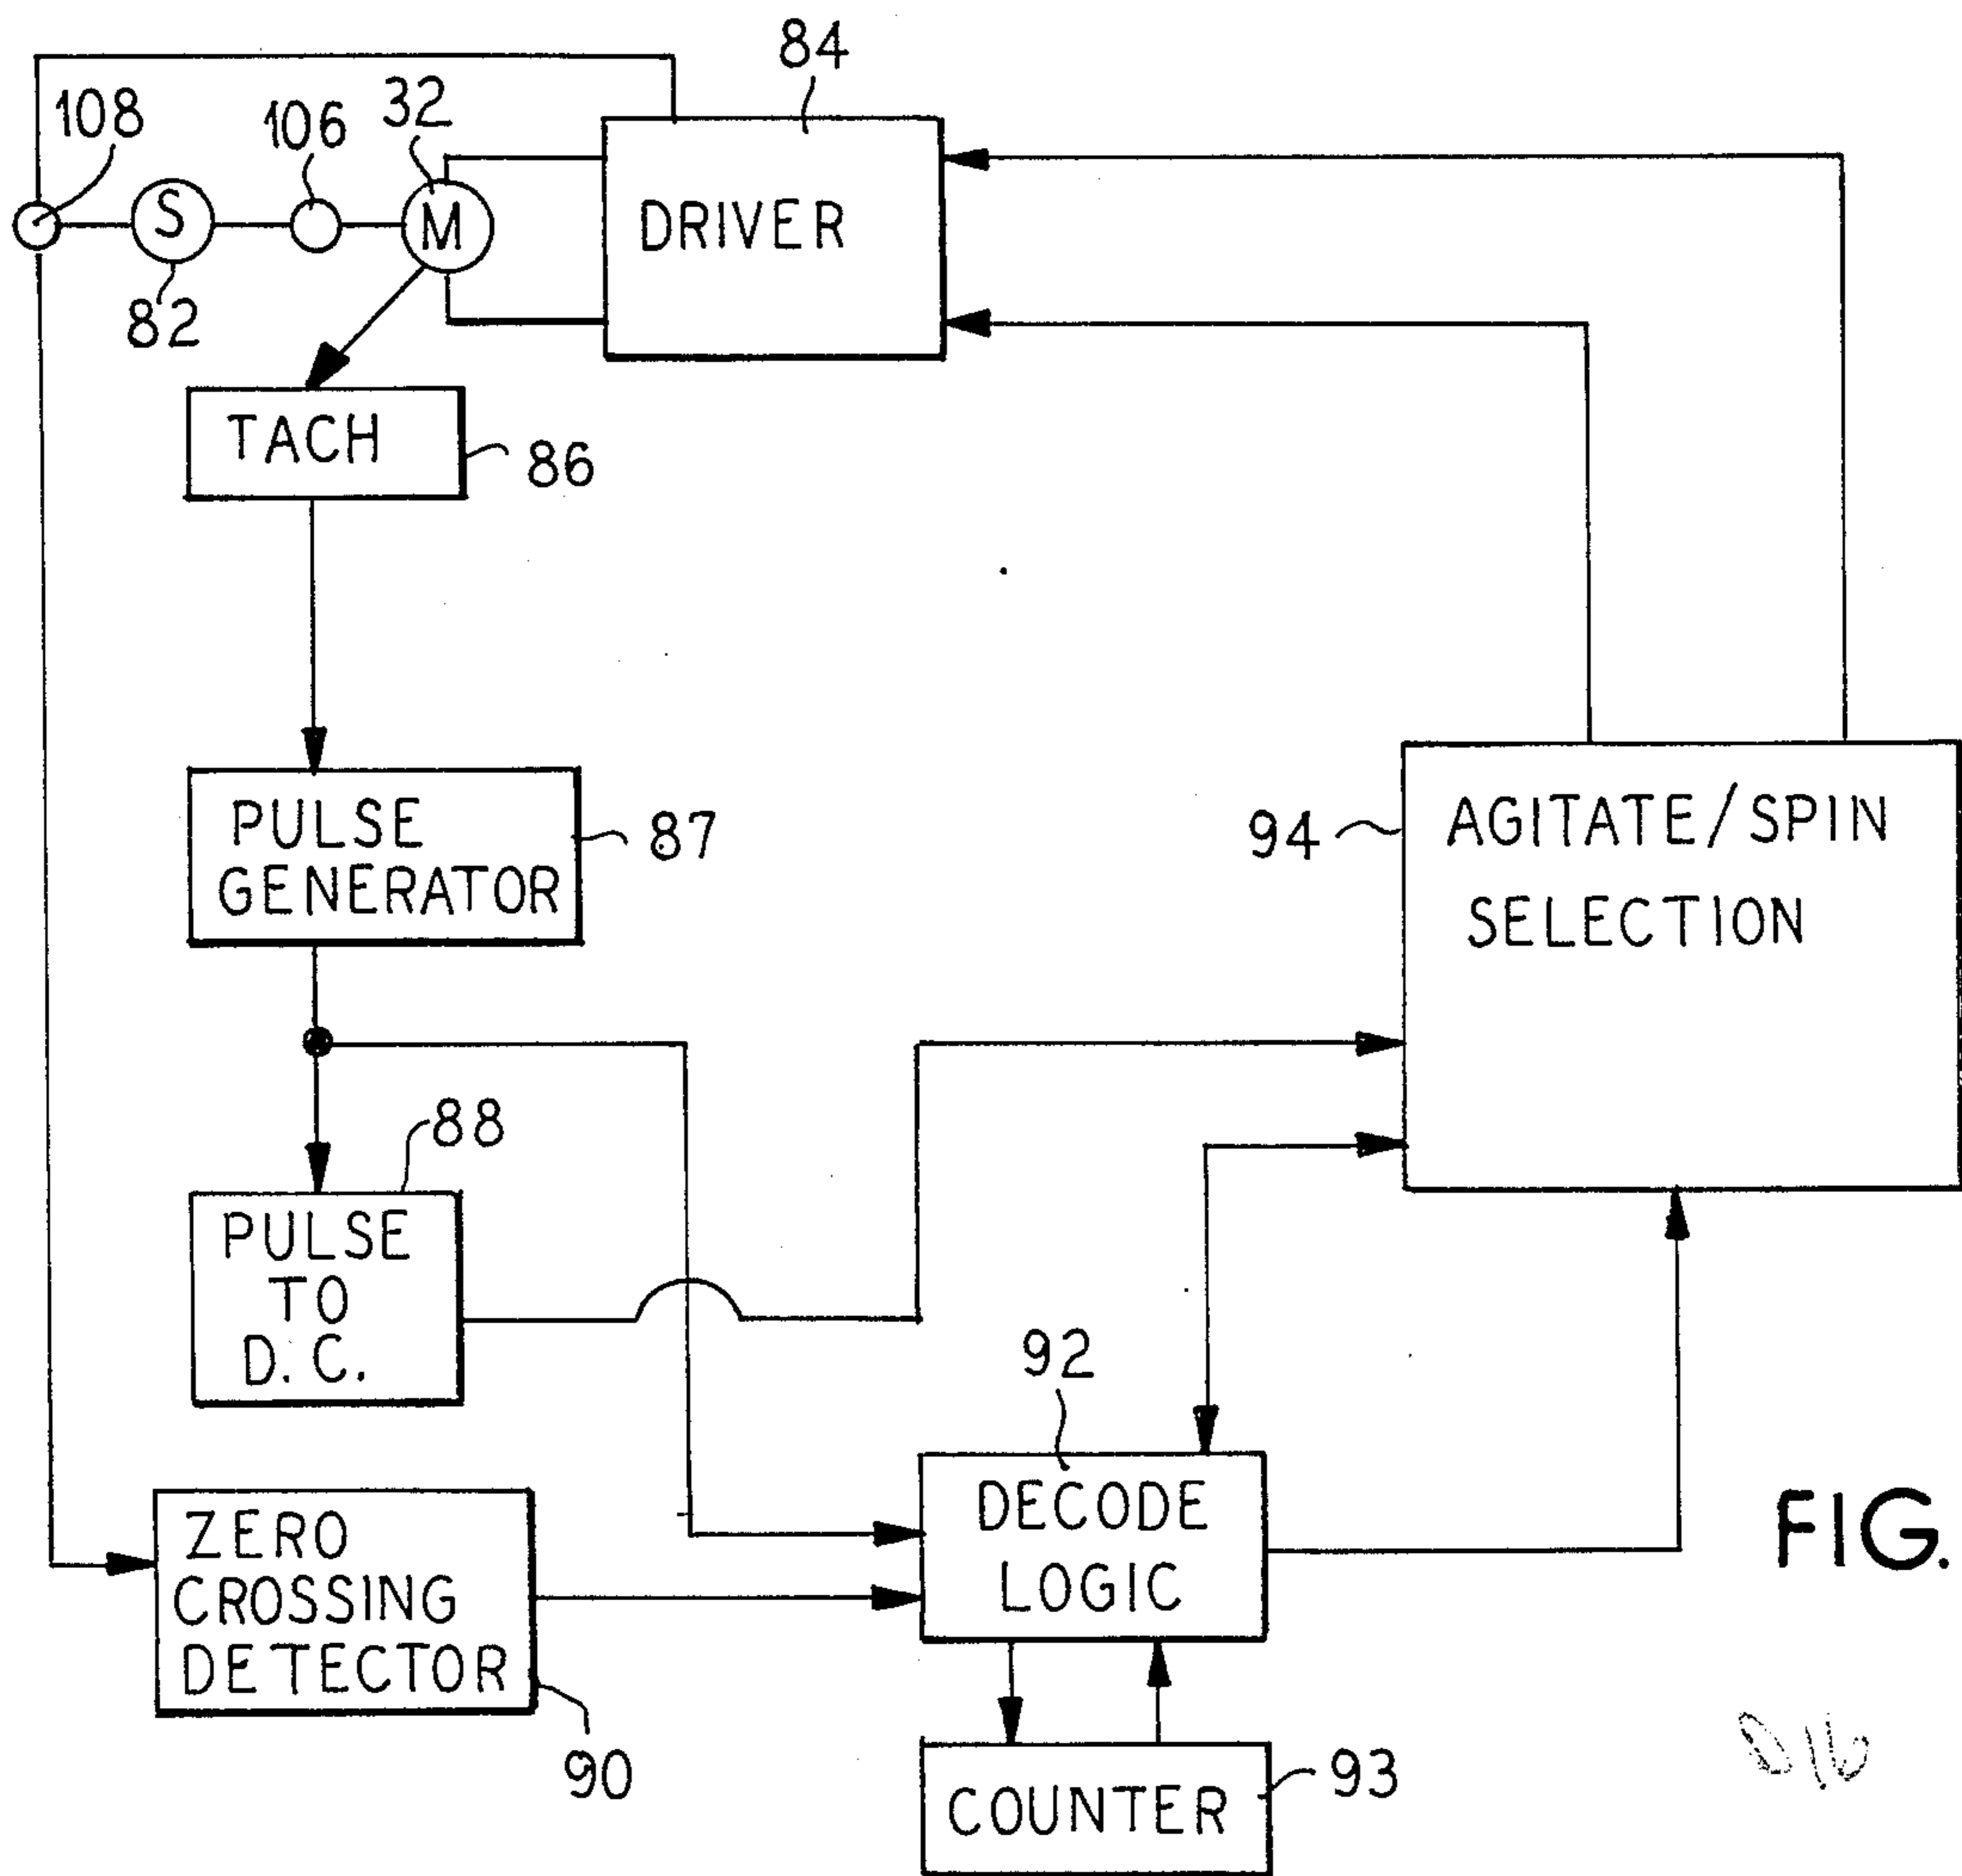 84
108
106
32
S
M
DRIVER
82
TACH
86
PULSE
GENERATOR
87
94
AGITATE/SPIN
SELECTION
88
PULSE
TO
D.C.
92
DECODE
LOGIC
ZERO
CROSSING
DETECTOR
90
COUNTER
93
FIG.